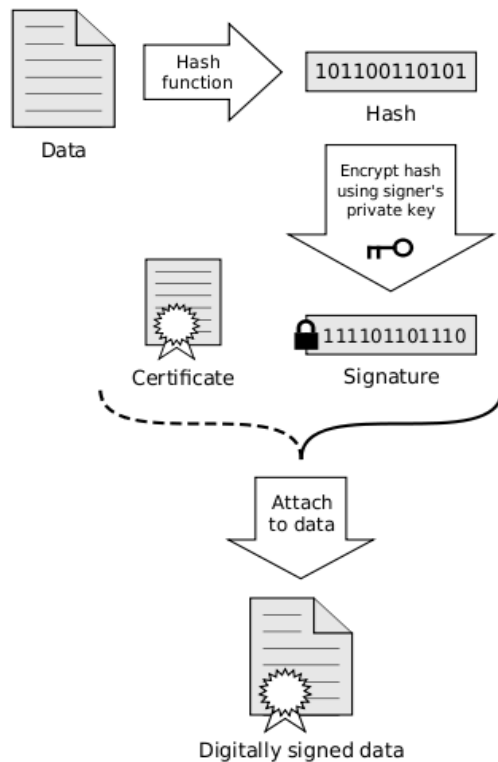 Hash
function
101100110101
Hash
Data
Encrypt hash
using signer's
private key
111101101110
Certificate
Signature
Attach
to data
Digitally signed data